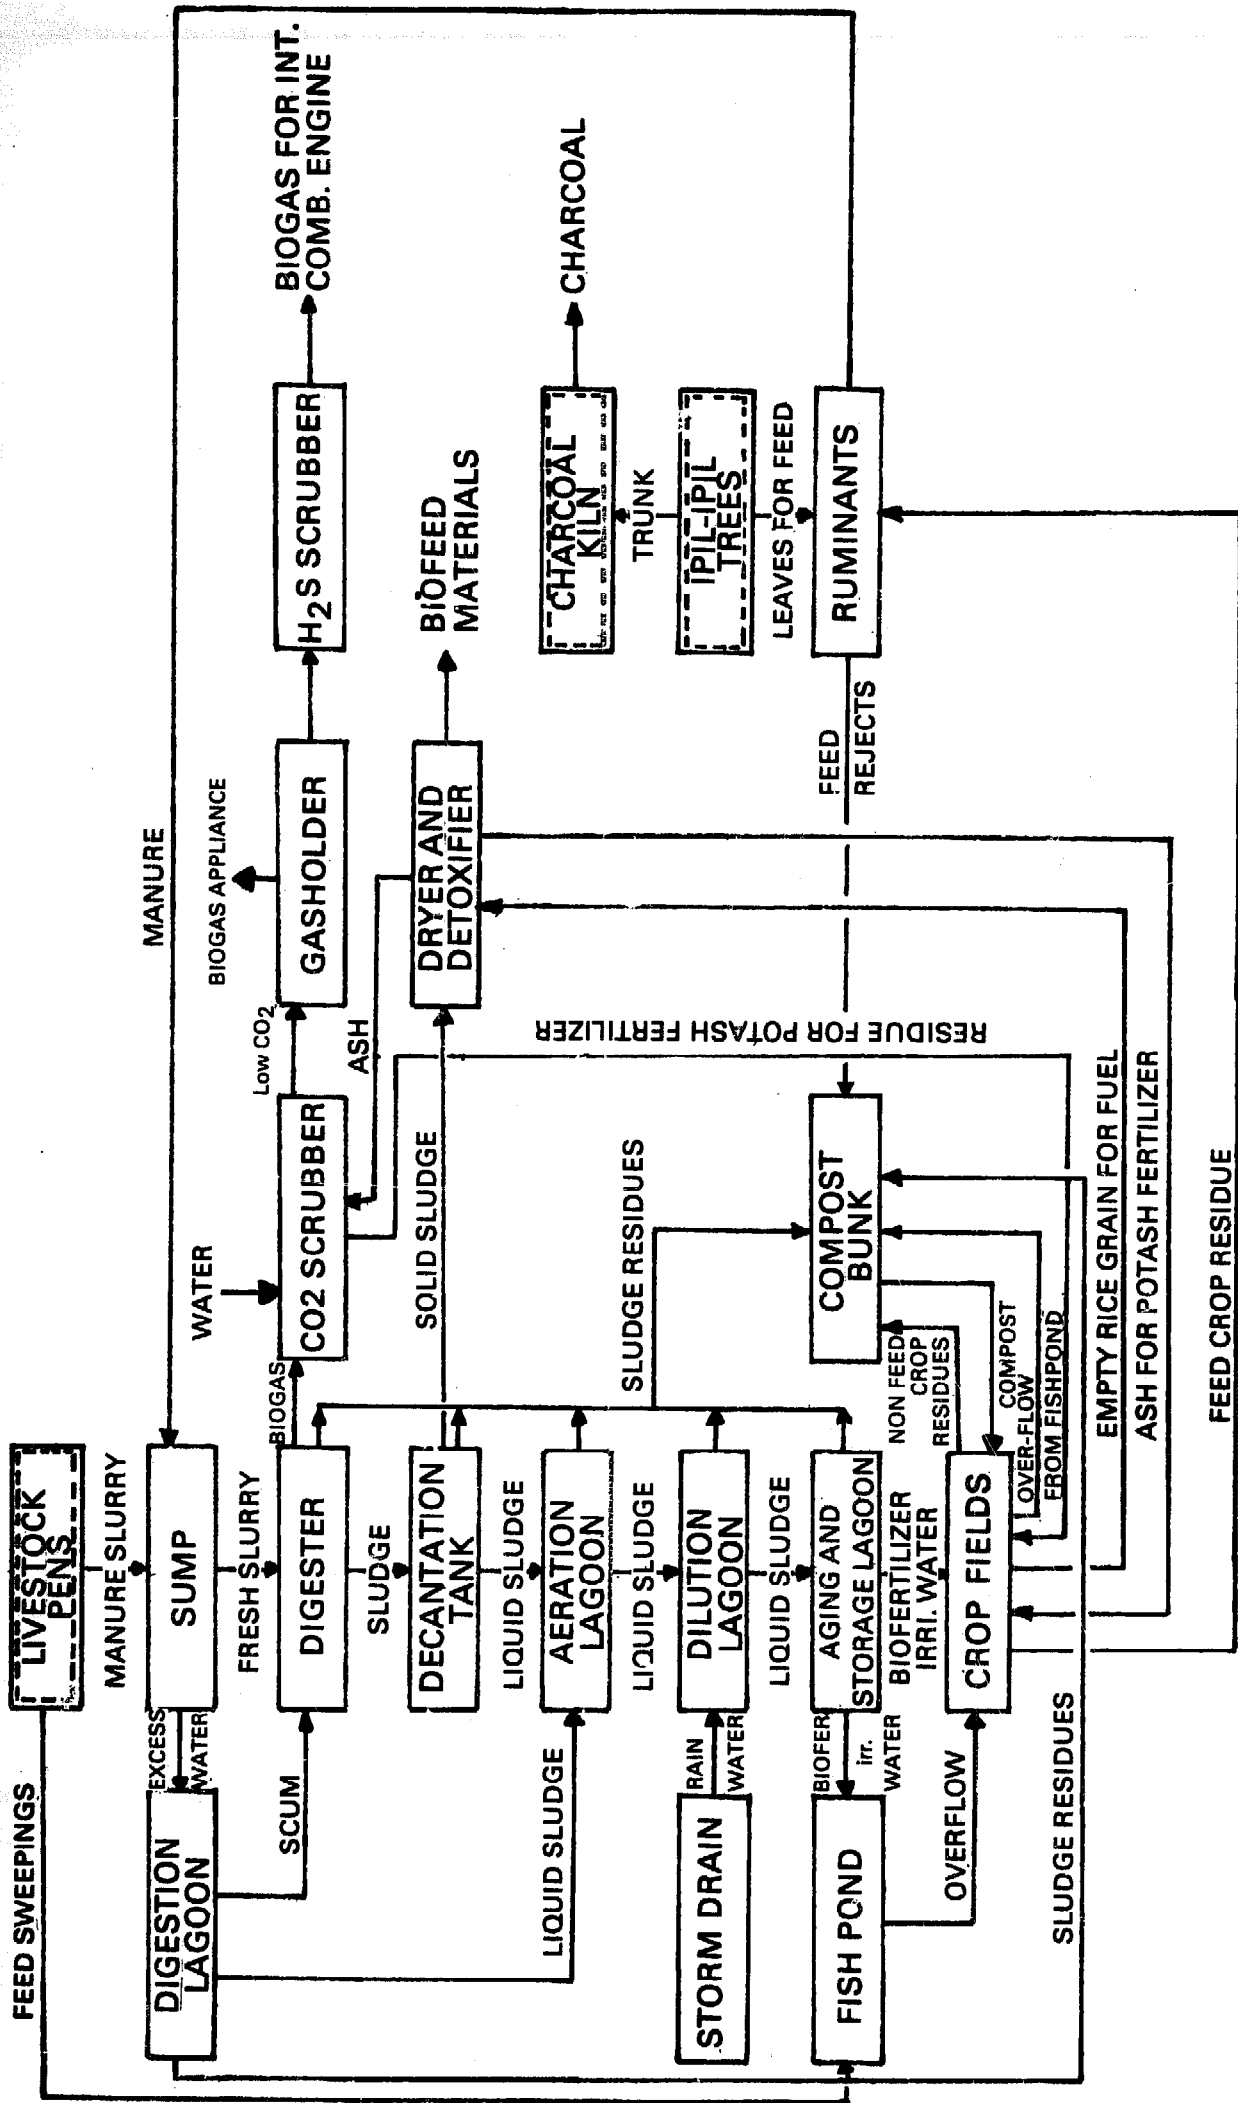 FEED SWEEPINGS
LIVESTOCK
PENS
MANURE SLURRY
MANURE
DIGESTION
LAGOON
EXCESS
WATER
SUMP
FRESH SLURRY
SCUM
DIGESTER
BIOGAS
WATER
CO2 SCRUBBER
Low CO2
GASHOLDER
BIOGAS APPLIANCE
H2S SCRUBBER
BIOGAS FOR INT.
COMB. ENGINE
SLUDGE
ASH
DECANTATION
TANK
SOLID SLUDGE
DRYER AND
DETOXIFIER
BIOFEED
MATERIALS
LIQUID SLUDGE
LIQUID SLUDGE
AERATION
LAGOON
CHARCOAL
KILN
CHARCOAL
LIQUID SLUDGE
SLUDGE RESIDUES
TRUNK
STORM DRAIN
RAIN
WATER
DILUTION
LAGOON
IPIL-IPIL
TREES
LIQUID SLUDGE
LEAVES FOR FEED
FISH POND
BIOFER
irr.
WATER
AGING AND
STORAGE LAGOON
COMPOST
BUNK
RESIDUE FOR POTASH FERTILIZER
FEED
REJECTS
RUMINANTS
BIOFERTILIZER
IRRI. WATER
NON FEED
CROP
RESIDUES
OVERFLOW
CROP FIELDS
COMPOST
OVER-FLOW
FROM FISHPOND
SLUDGE RESIDUES
EMPTY RICE GRAIN FOR FUEL
ASH FOR POTASH FERTILIZER
FEED CROP RESIDUE